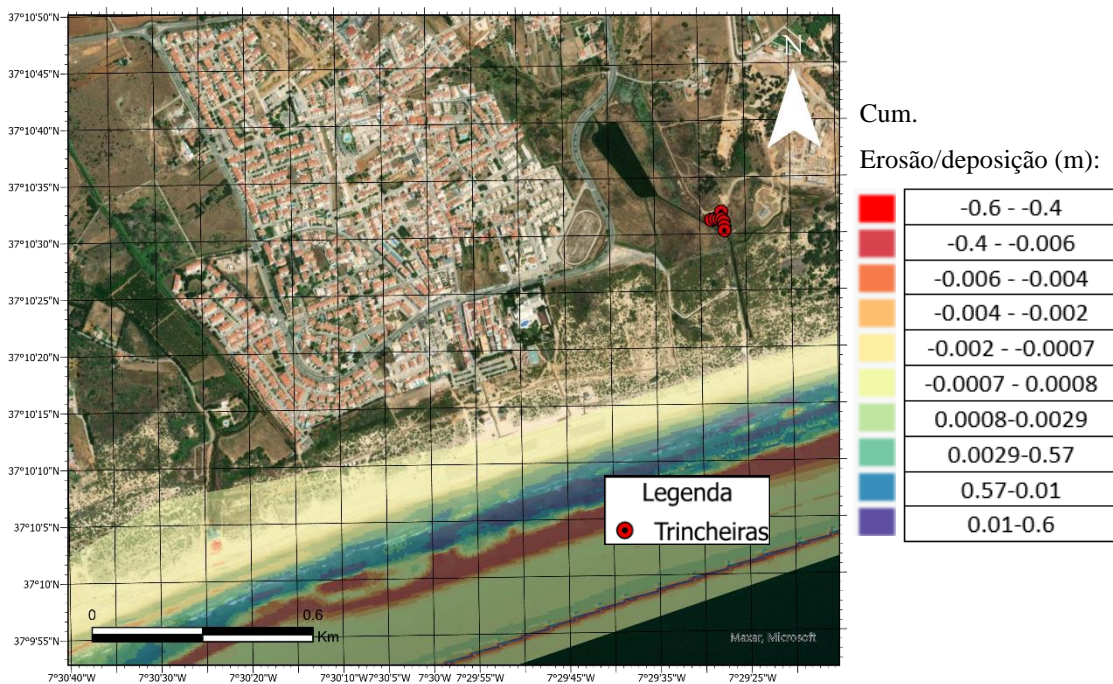 37°10'50"N
37°10'45"N
37°10'40"N
37°10'35"N
37°10'30"N
37°10'25"N
37°10'20"N
37°10'15"N
37°10'10"N
37°10'5"N
37°10'N
37°9'55"N
N
Legenda
Trincheiras
0 0.6
Km
Maxar, Microsoft
7°30'40"W 7°30'30"W 7°30'20"W 7°30'10"W 7°30'5"W 7°30'W 7°29'55"W 7°29'45"W 7°29'35"W 7°29'25"W
Cum.
Erosão/deposição (m):
-0.6 - -0.4
-0.4 - -0.006
-0.006 - -0.004
-0.004 - -0.002
-0.002 - -0.0007
-0.0007 - 0.0008
0.0008-0.0029
0.0029-0.57
0.57-0.01
0.01-0.6